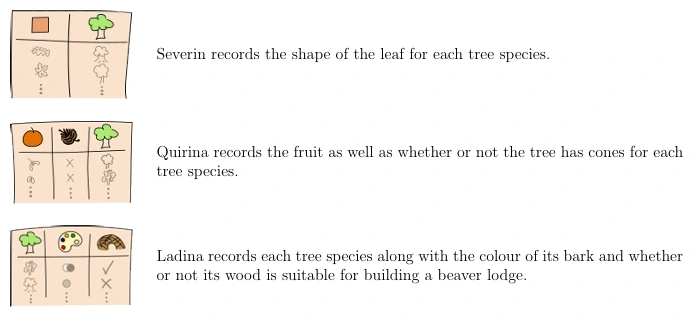 Severin records the shape of the leaf for each tree species.
Quirina records the fruit as well as whether or not the tree has cones for each
tree species.
Ladina records each tree species along with the colour of its bark and whether
or not its wood is suitable for building a beaver lodge.